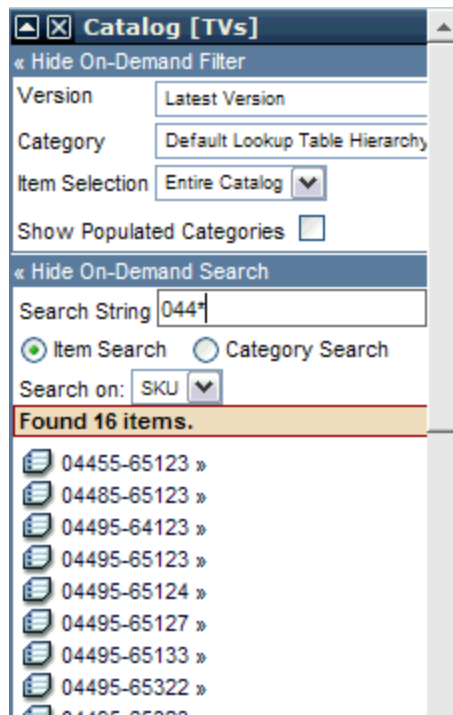 Catalog [TVs]
« Hide On-Demand Filter
Version Latest Version
Category Default Lookup Table Hierarchy
Item Selection Entire Catalog
Show Populated Categories
« Hide On-Demand Search
Search String 044*
Item Search Category Search
Search on: SKU
Found 16 items.
04455-65123 »
04485-65123 »
04495-64123 »
04495-65123 »
04495-65124 »
04495-65127 »
04495-65133 »
04495-65322 »